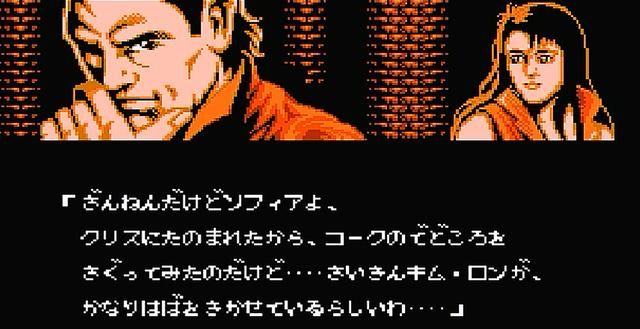 「ざんねんだけどソフィアよ、
クリスにたのまれたから、コークのでどころを
さぐってみたのだけど‥‥さいきんキム・ロンが、
かなりはばをきかせているらしいわ‥‥」